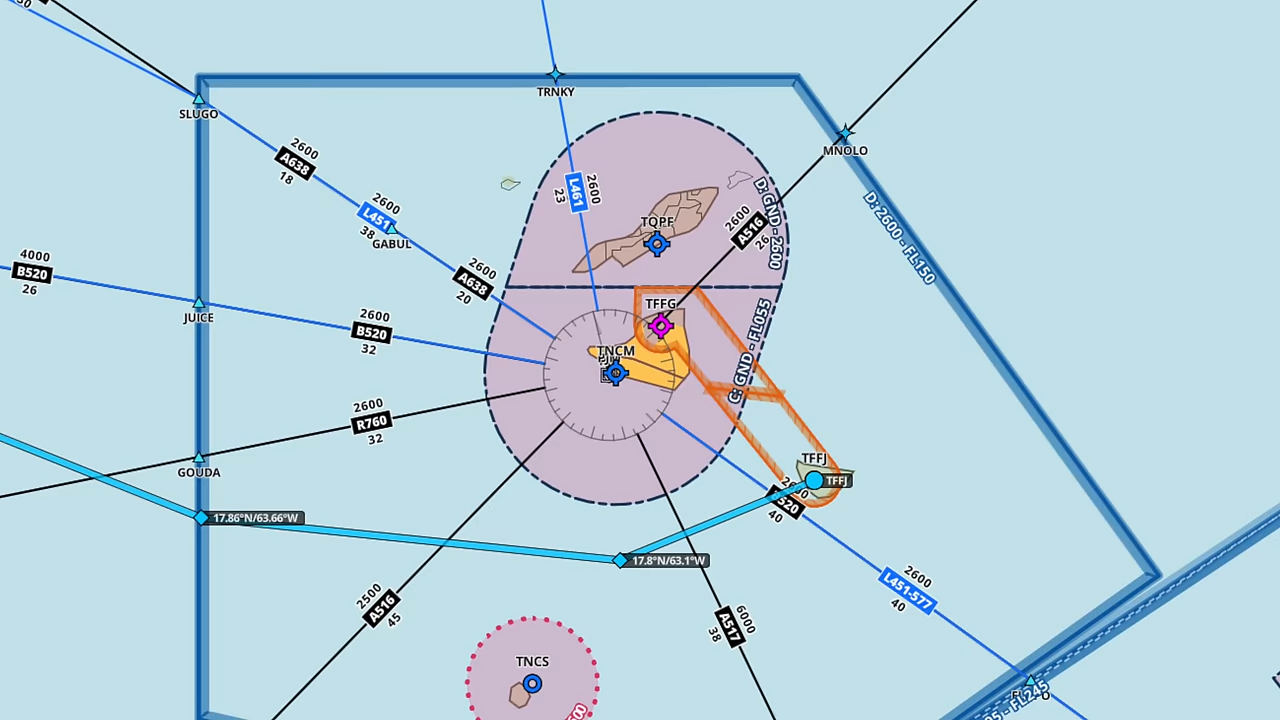 TRNKY
SLUGO
2600
A638
18
MNOLO
2600
L461
23
D: GND - 2600
2600
A516
26
TQPF
D: 2600 - FL150
2600
L451
38
GABUL
4000
B520
26
2600
A638
20
JUICE
2600
B520
32
TFFG
TNCM
C: GND - FL055
2600
R760
32
GOUDA
TFFJ
TFFJ
40
17.86°N/63.66°W
17.8°N/63.1°W
2500
A516
45
6000
A517
38
2600
L451-577
40
TNCS
FL245